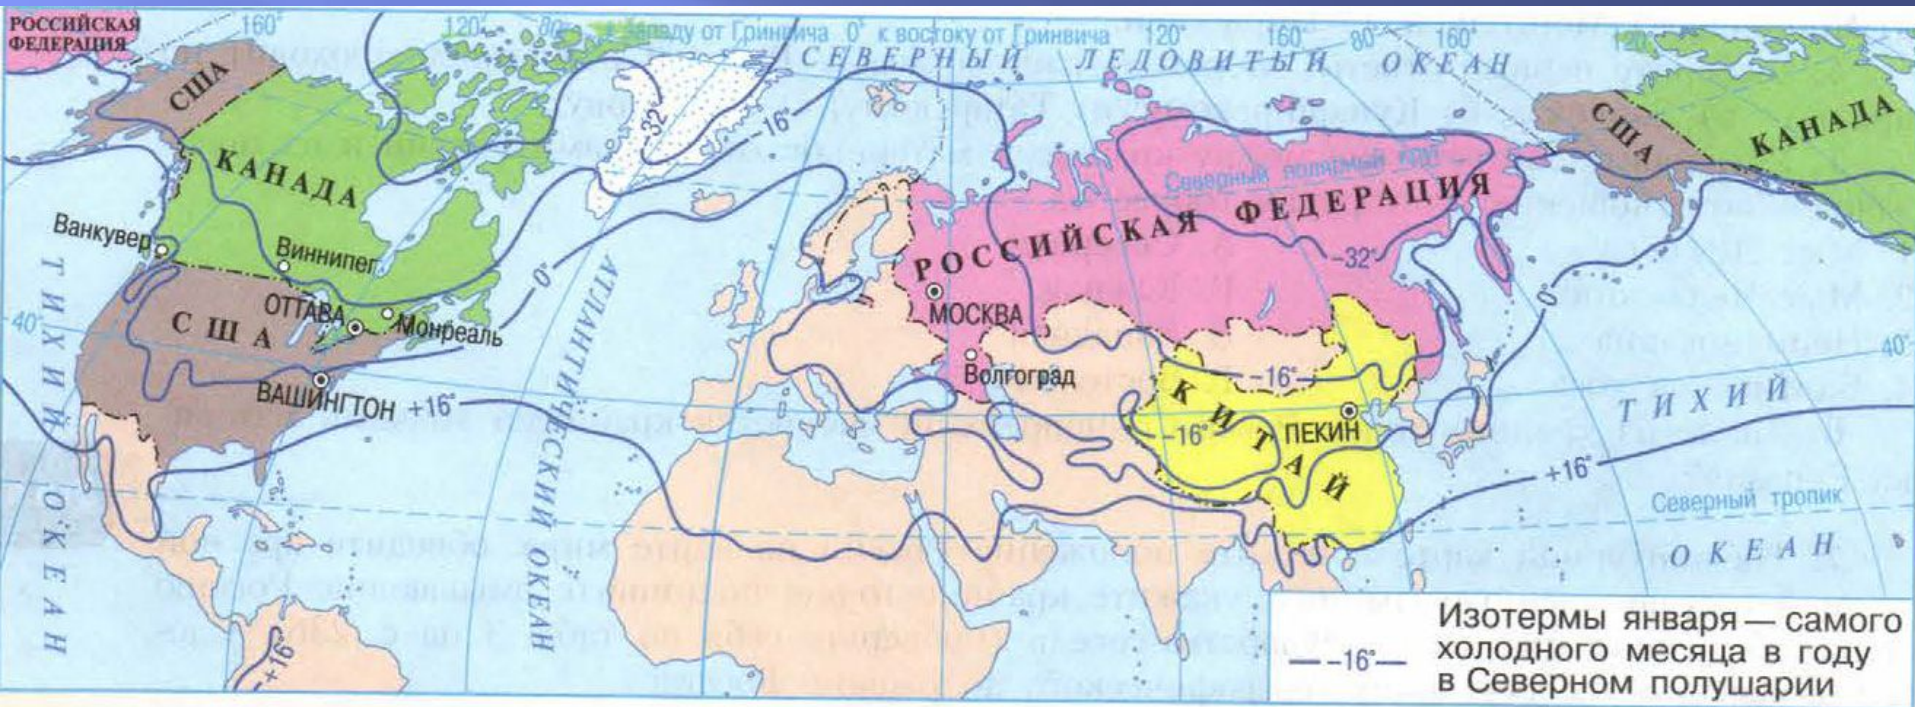 РОССИЙСКАЯ
ФЕДЕРАЦИЯ
160°
120°
80°
к западу от Гринвича 0° к востоку от Гринвича
120°
160°
80°
160°
120°
СЕВЕРНЫЙ ЛЕДОВИТЫЙ ОКЕАН
США
КАНАДА
-32°
-16°
США
КАНАДА
Северный полярный круг
РОССИЙСКАЯ ФЕДЕРАЦИЯ
-32°
Ванкувер
Виннипег
ОТТАВА
Монреаль
США
ВАШИНГТОН
+16°
0°
40°
ТИХИЙ ОКЕАН
АТЛАНТИЧЕСКИЙ ОКЕАН
МОСКВА
Волгоград
-16°
-16°
КИТАЙ
ПЕКИН
0°
40°
ТИХИЙ
+16°
Северный тропик
ОКЕАН
+16°
-16°
Изотермы января — самого
холодного месяца в году
в Северном полушарии